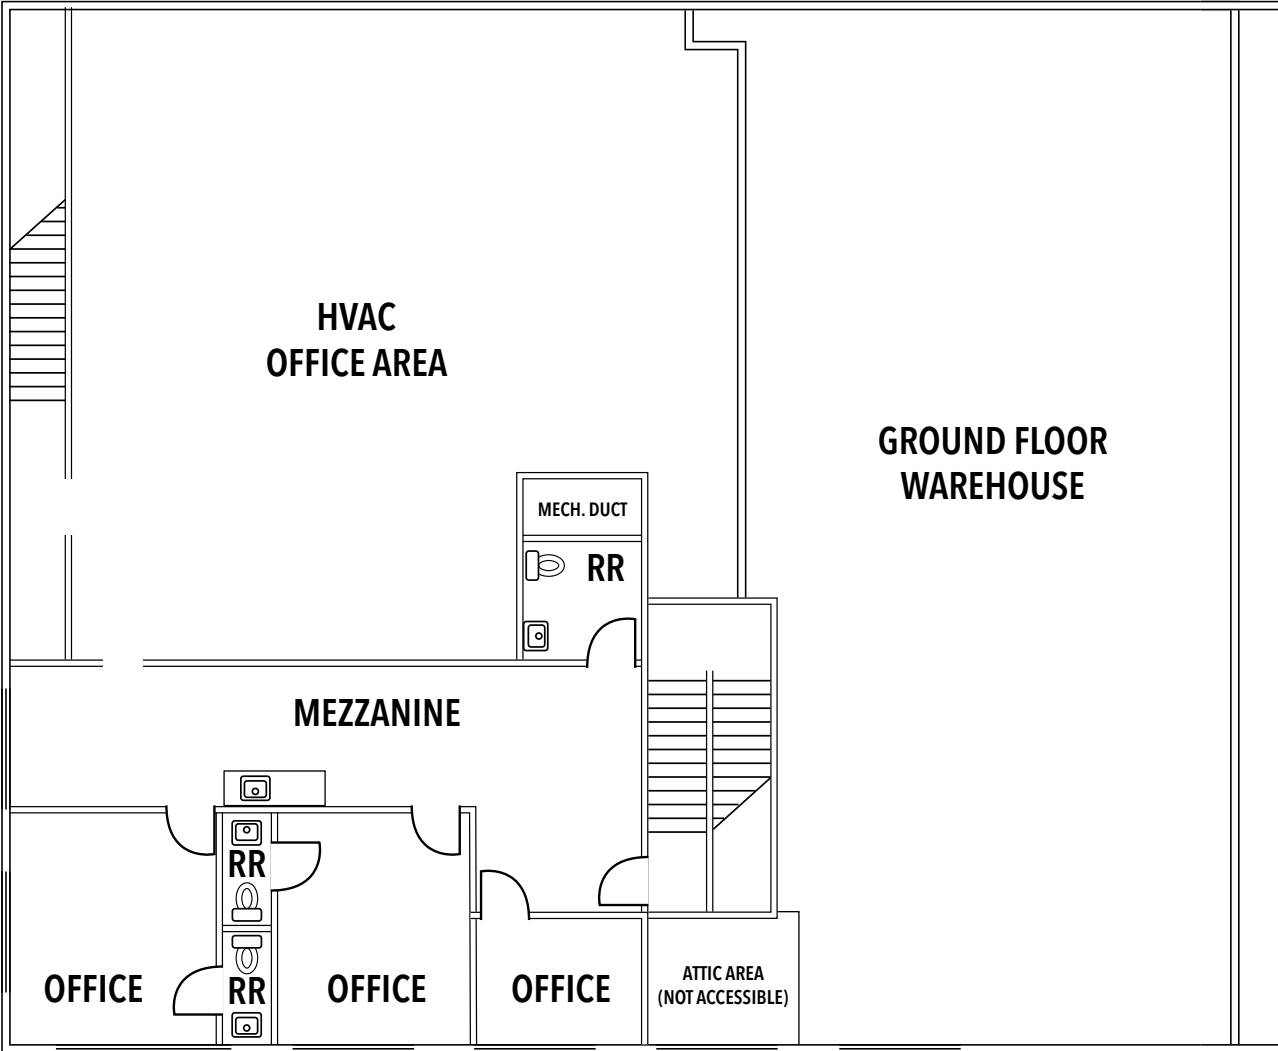 HVAC
OFFICE AREA
GROUND FLOOR
WAREHOUSE
MECH. DUCT
RR
MEZZANINE
RR
OFFICE
RR
OFFICE
OFFICE
ATTIC AREA
(NOT ACCESSIBLE)